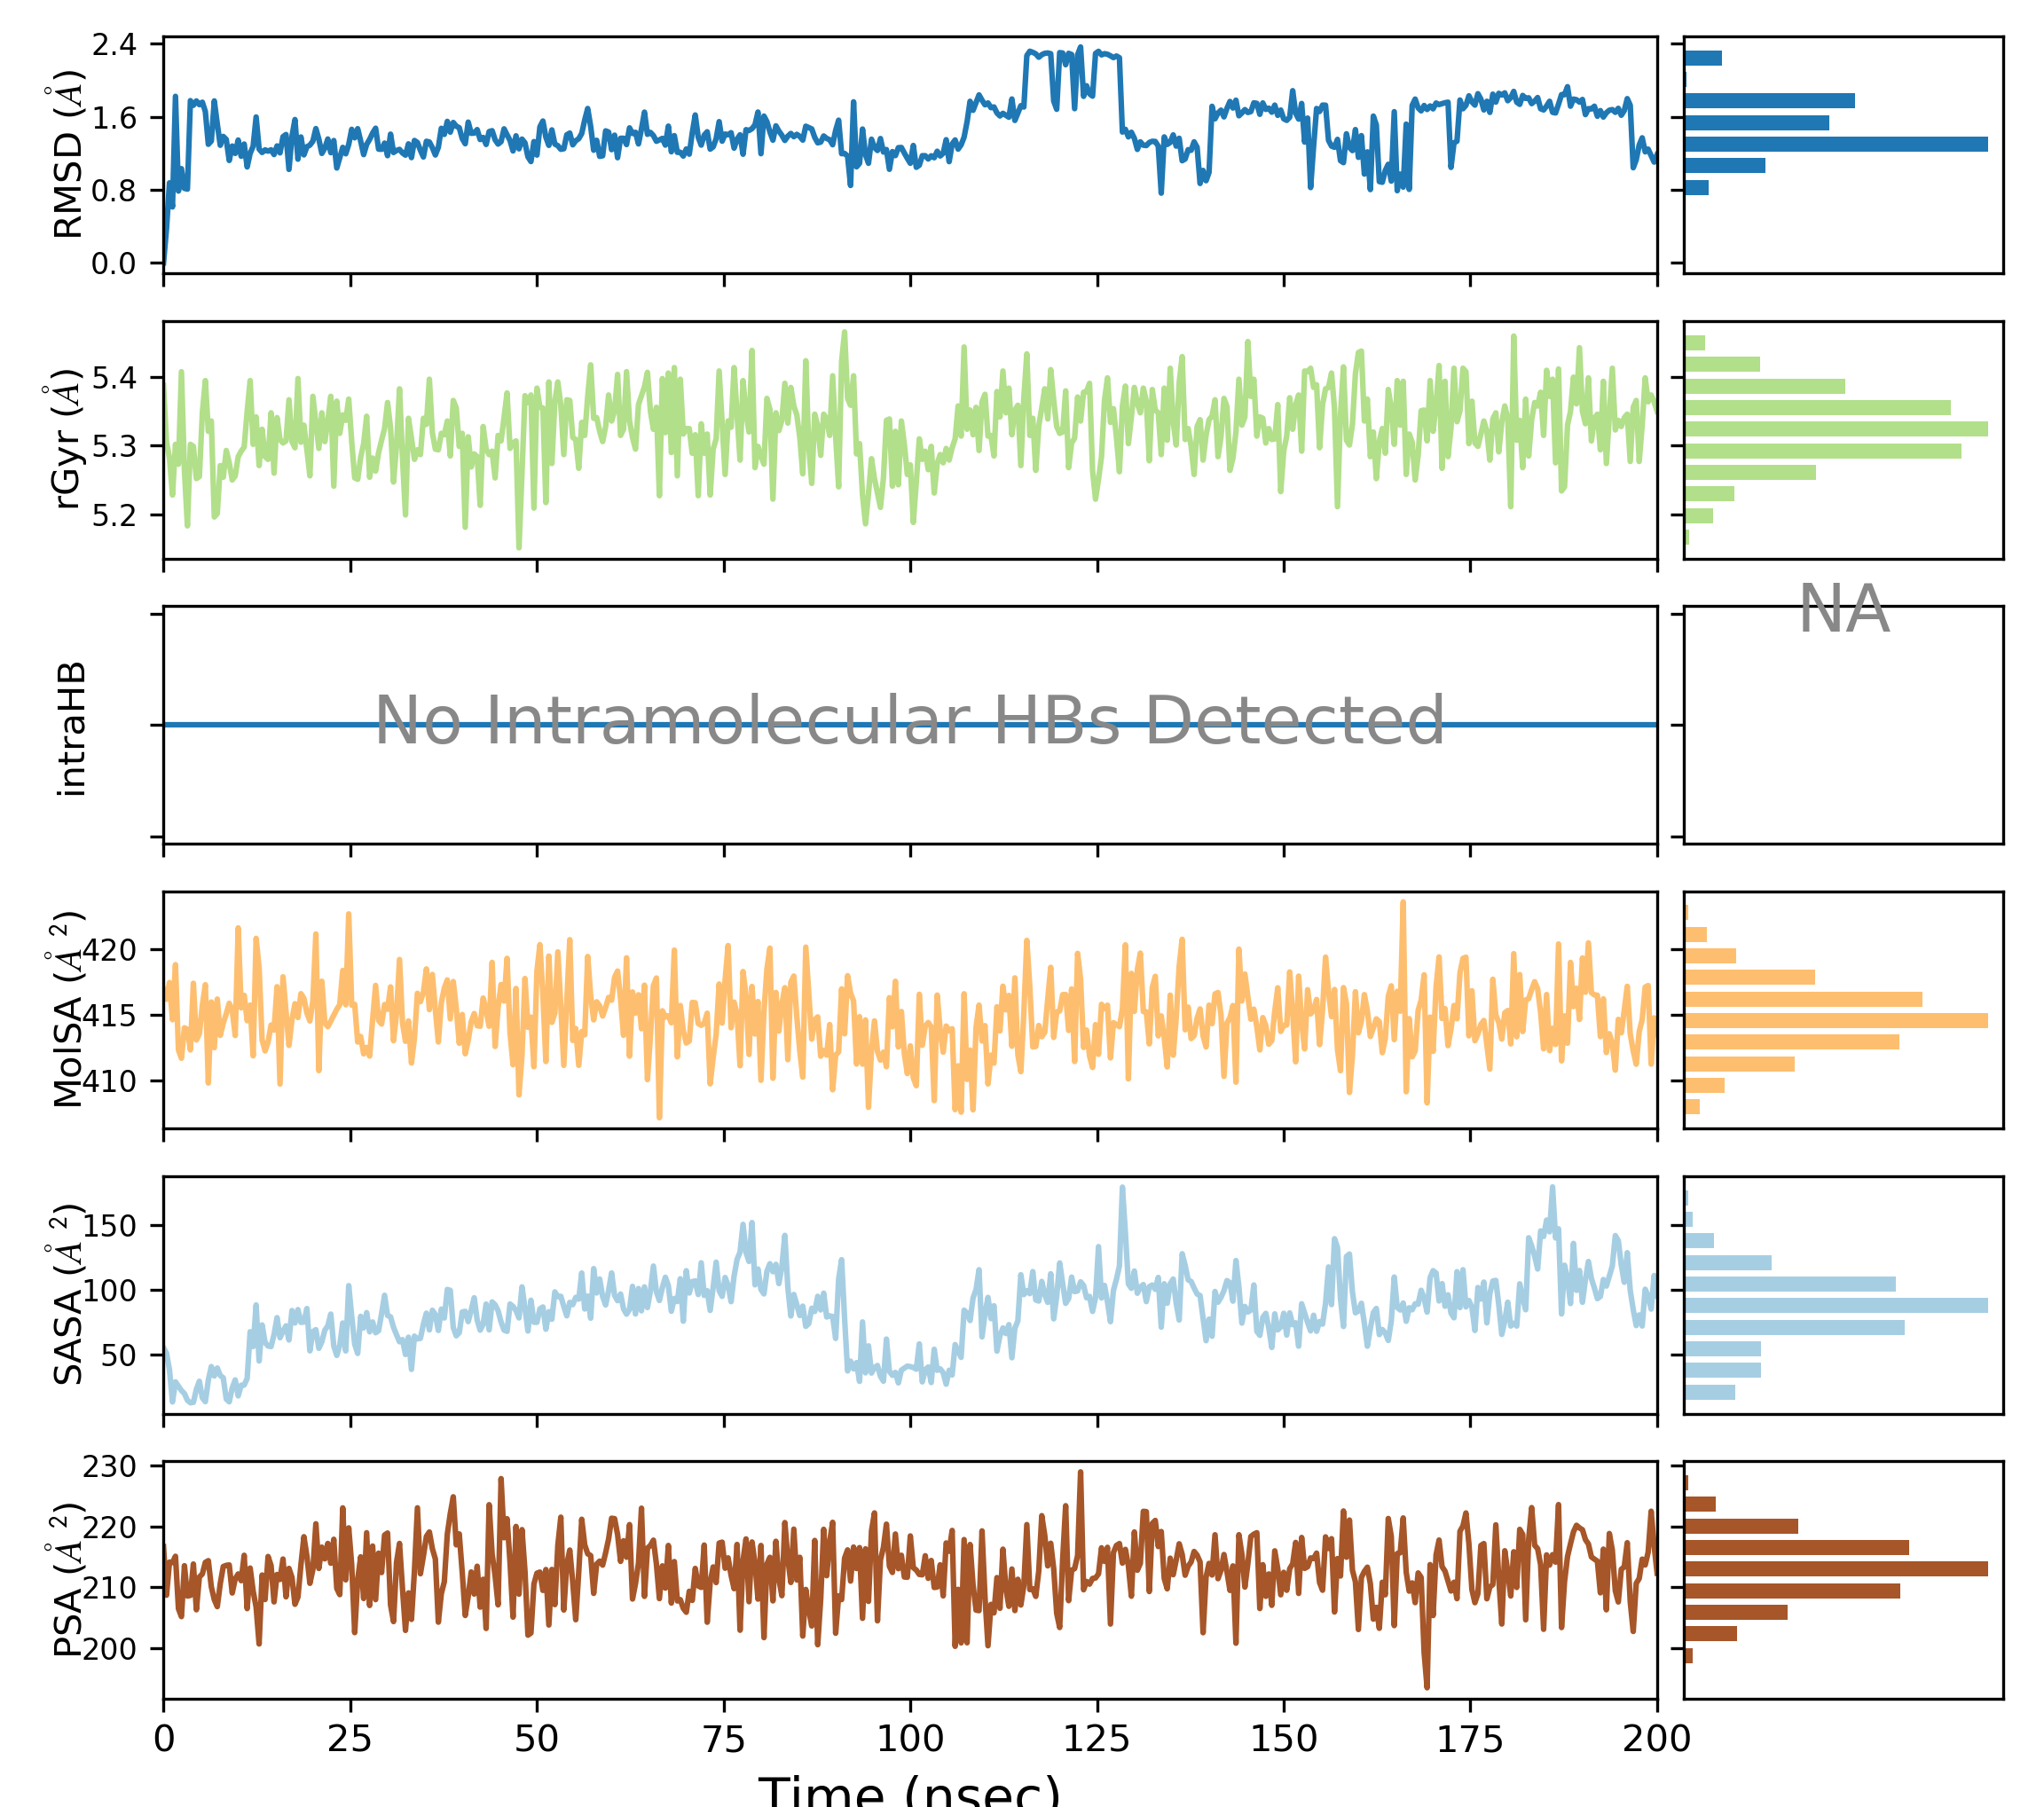 RMSD (Å)
2.4
1.6
0.8
0.0
rGyr (Å)
5.4
5.3
5.2
intraHB
No Intramolecular HBs Detected
NA
MolSA (Å²)
420
415
410
SASA (Å²)
150
100
50
PSA (Å²)
230
220
210
200
0 25 50 75 100 125 150 175 200
Time (nsec)